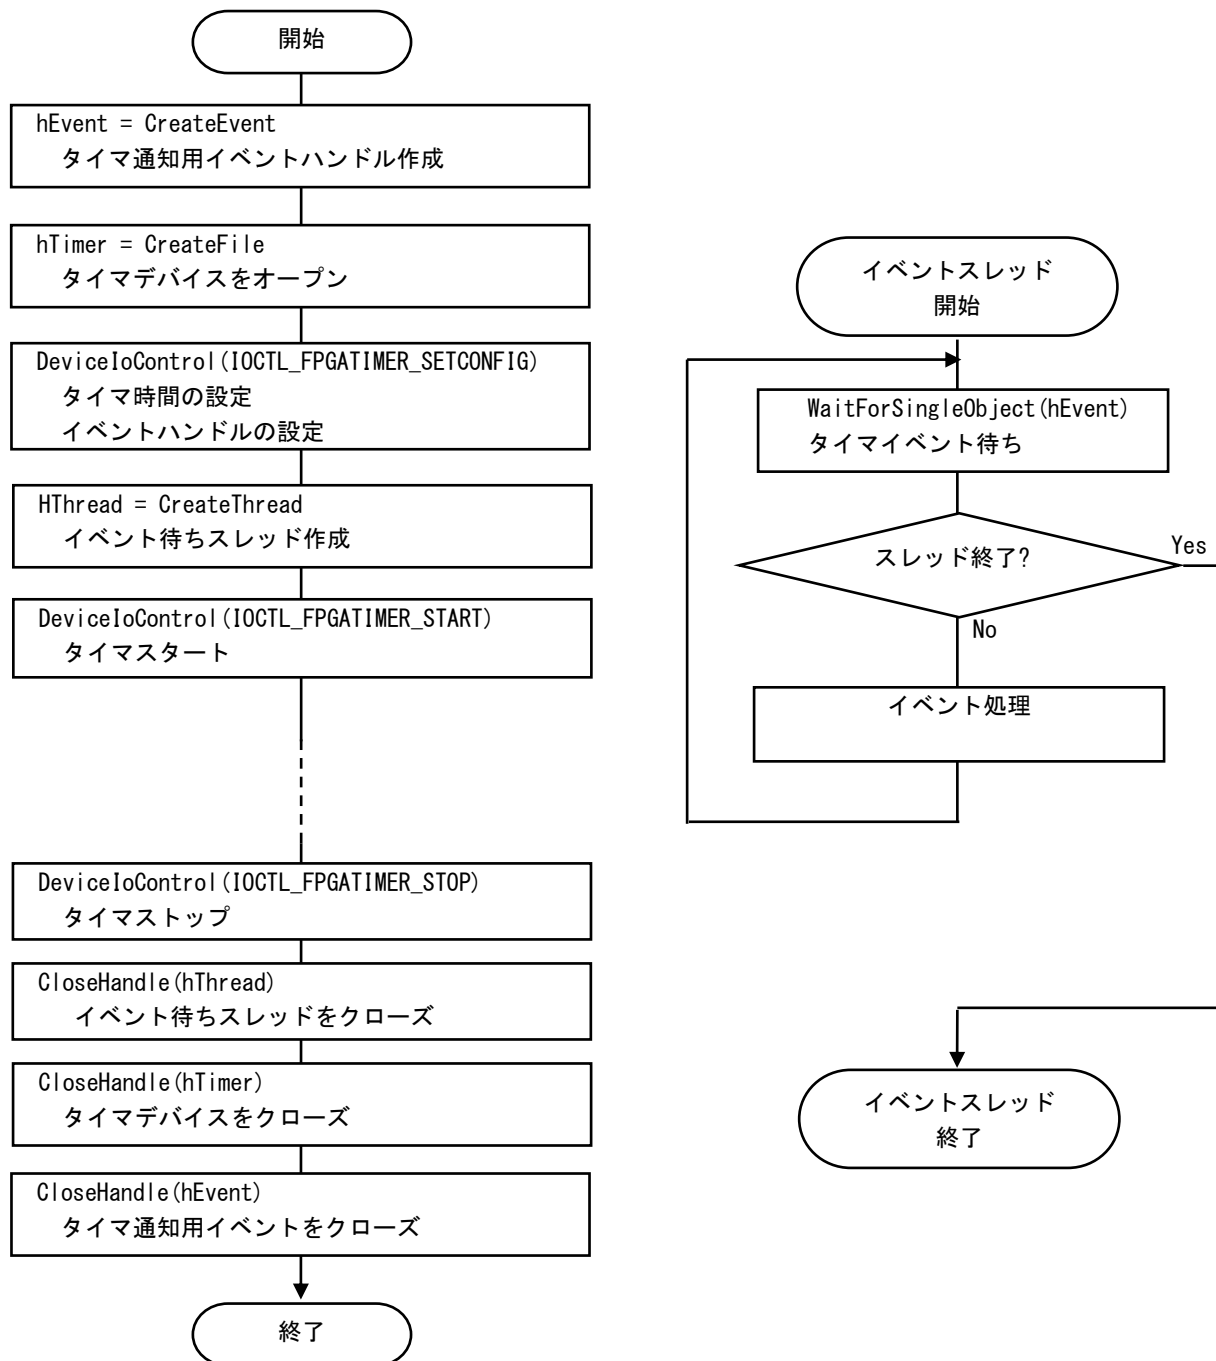 開始
hEvent = CreateEvent
タイマ通知用イベントハンドル作成
hTimer = CreateFile
タイマデバイスをオープン
DeviceIoControl(IOCTL_FPGATIMER_SETCONFIG)
タイマ時間の設定
イベントハンドルの設定
HThread = CreateThread
イベント待ちスレッド作成
DeviceIoControl(IOCTL_FPGATIMER_START)
タイマスタート
DeviceIoControl(IOCTL_FPGATIMER_STOP)
タイマストップ
CloseHandle(hThread)
イベント待ちスレッドをクローズ
CloseHandle(hTimer)
タイマデバイスをクローズ
CloseHandle(hEvent)
タイマ通知用イベントをクローズ
終了
イベントスレッド
開始
WaitForSingleObject(hEvent)
タイマイベント待ち
スレッド終了?
Yes
No
イベント処理
イベントスレッド
終了